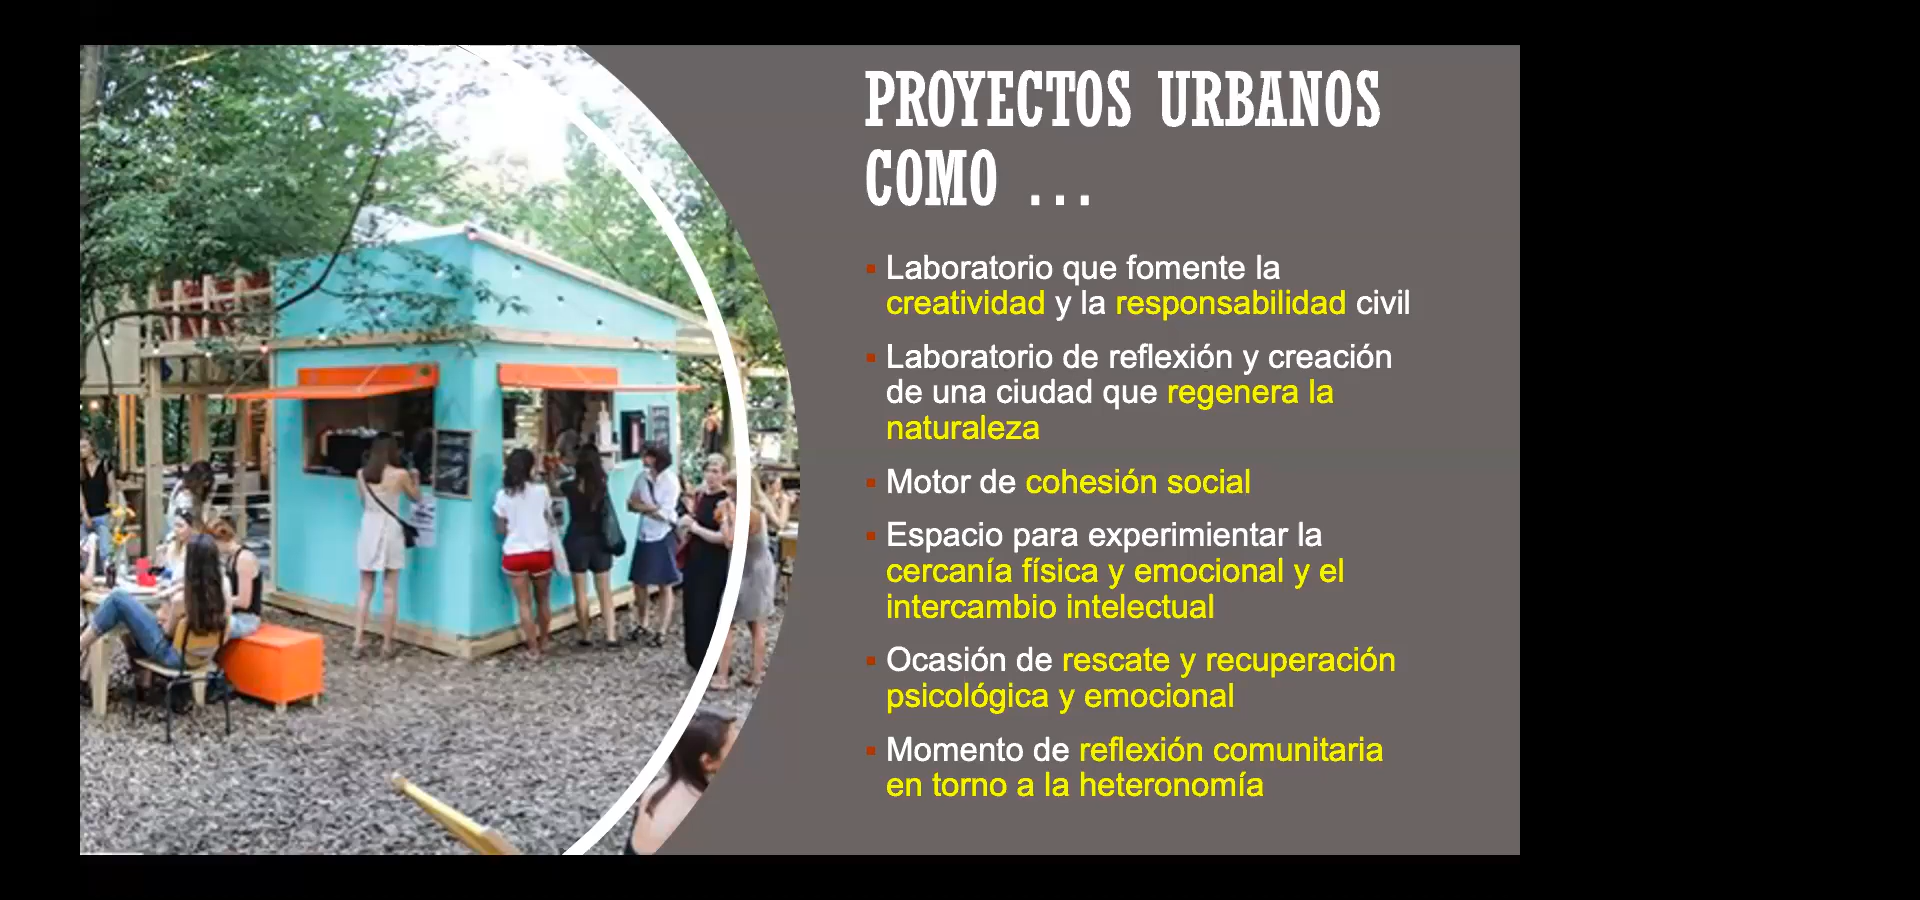 PROYECTOS URBANOS
COMO ...
▪ Laboratorio que fomente la
creatividad y la responsabilidad civil
▪ Laboratorio de reflexión y creación
de una ciudad que regenera la
naturaleza
▪ Motor de cohesión social
▪ Espacio para experimientar la
cercanía física y emocional y el
intercambio intelectual
▪ Ocasión de rescate y recuperación
psicológica y emocional
▪ Momento de reflexión comunitaria
en torno a la heteronomía